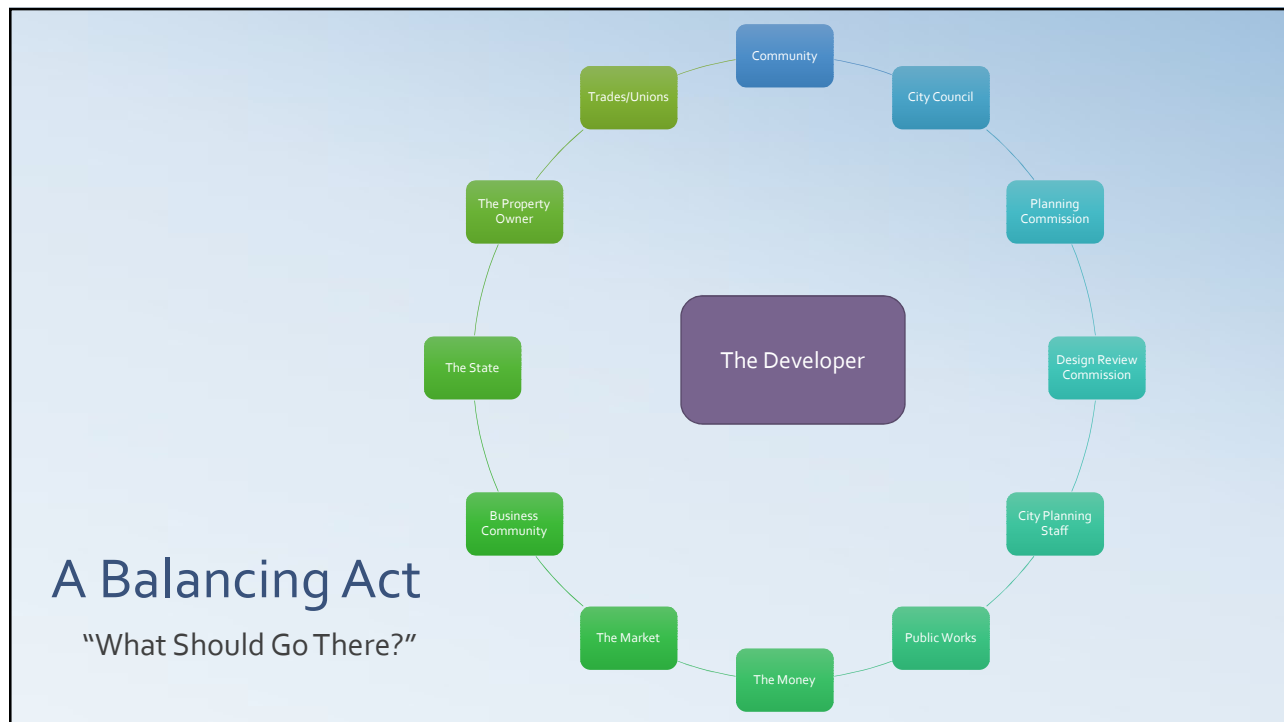 Community
City Council
Planning
Commission
Design Review
Commission
City Planning
Staff
Public Works
The Money
The Market
Business
Community
The State
The Property
Owner
Trades/Unions
The Developer
A Balancing Act
“What Should Go There?”